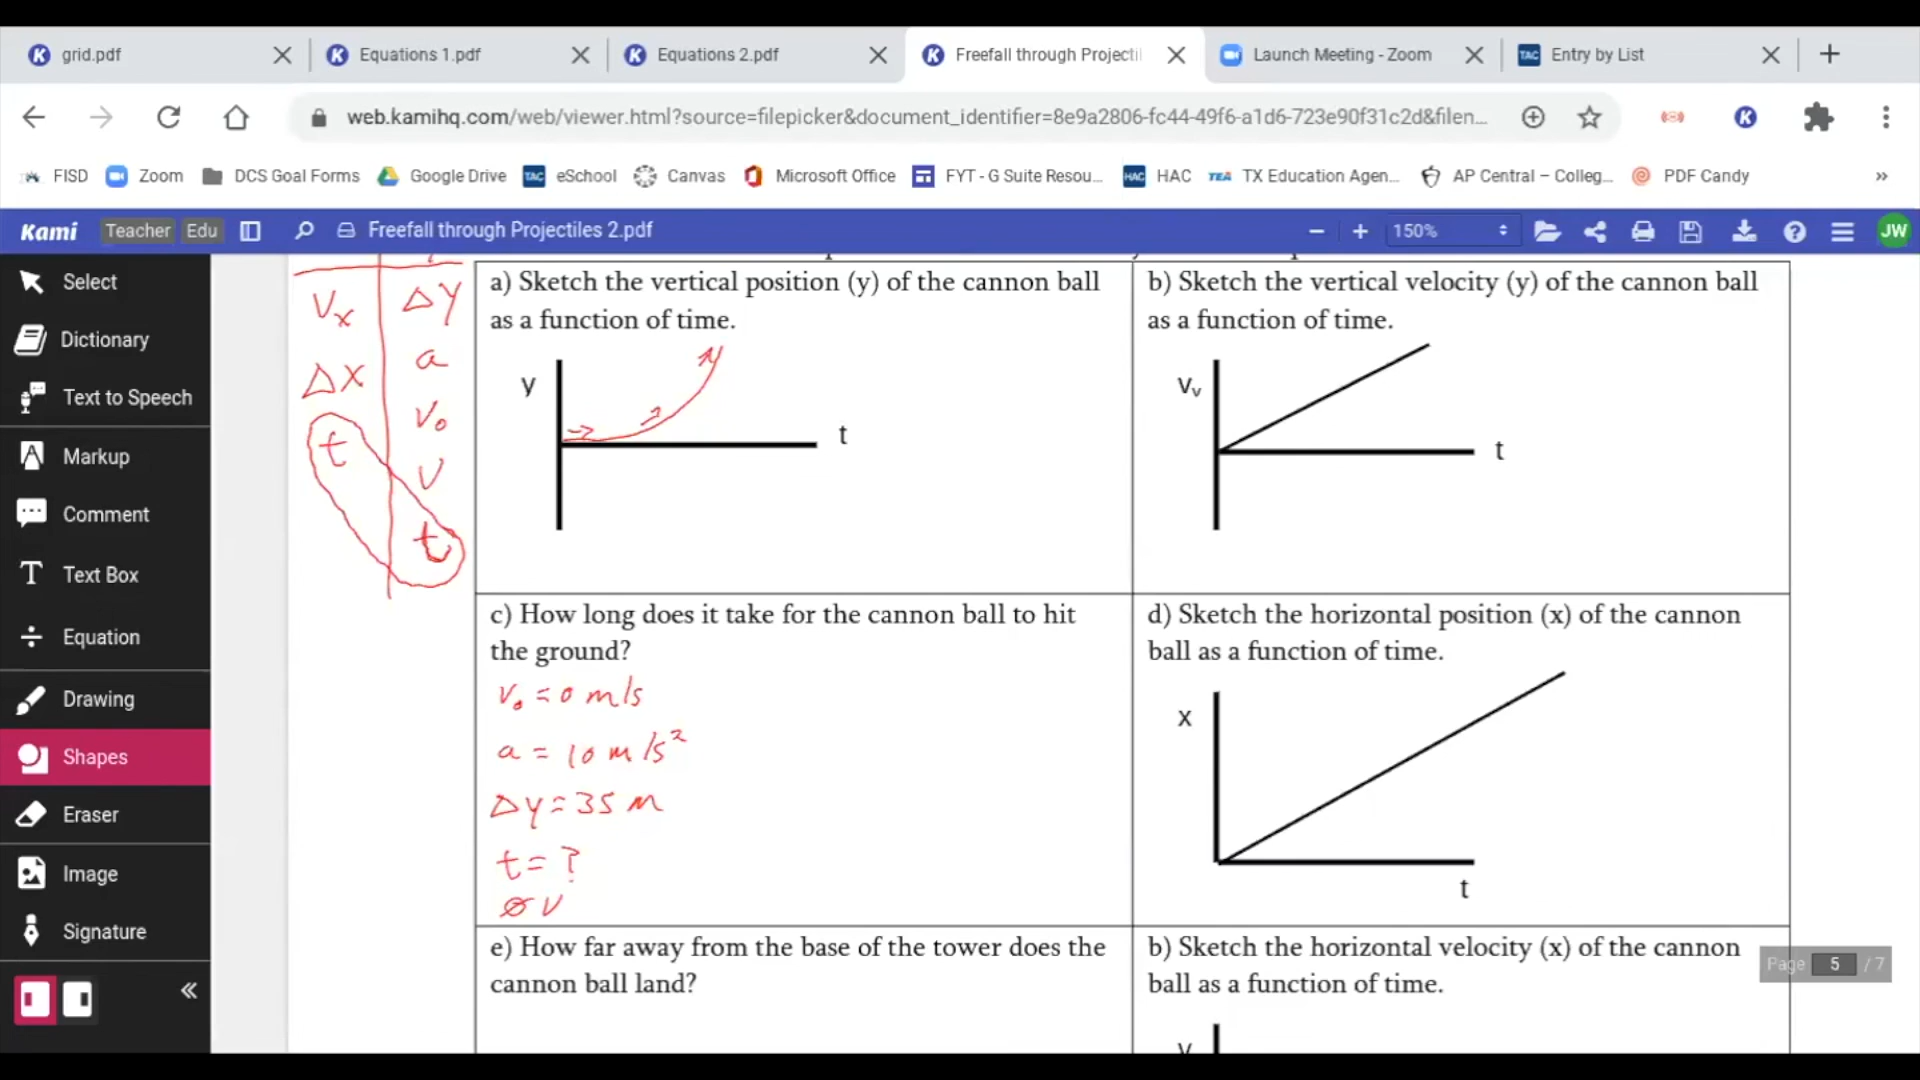 grid.pdf
Equations 1.pdf
Equations 2.pdf
Freefall through Projectil
Launch Meeting - Zoom
TAC Entry by List
web.kamihq.com/web/viewer.html?source=filepicker&document_identifier=8e9a2806-fc44-49f6-a1d6-723e90f31c2d&filen...
FISD
Zoom
DCS Goal Forms
Google Drive
TAC eSchool
Canvas
Microsoft Office
FYT - G Suite Resou...
HAC HAC
TEA TX Education Agen...
AP Central – Colleg...
PDF Candy
»
Kami Teacher Edu
Freefall through Projectiles 2.pdf
150%
JW
Select
Dictionary
Text to Speech
Markup
Comment
Text Box
Equation
Drawing
Shapes
Eraser
Image
Signature
Vx Δy
a
Δx
V₀
t
V
t
a) Sketch the vertical position (y) of the cannon ball
as a function of time.
y
t
b) Sketch the vertical velocity (y) of the cannon ball
as a function of time.
Vv
t
c) How long does it take for the cannon ball to hit
the ground?
V₀ = 0 m/s
a = 10 m/s²
Δy = 35 m
t = ?
∅ V
d) Sketch the horizontal position (x) of the cannon
ball as a function of time.
x
t
e) How far away from the base of the tower does the
cannon ball land?
b) Sketch the horizontal velocity (x) of the cannon
ball as a function of time.
Page 5 / 7